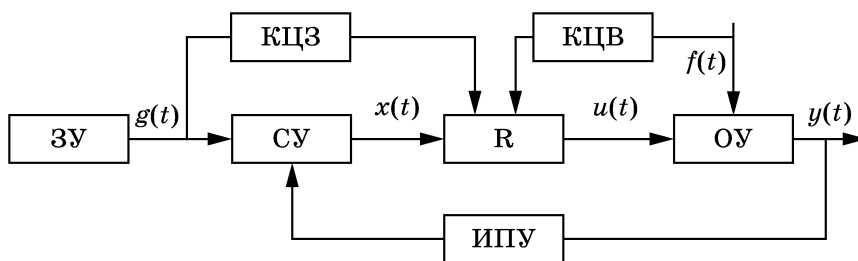 КЦЗ
КЦВ
f(t)
ЗУ
g(t)
СУ
x(t)
R
u(t)
ОУ
y(t)
ИПУ